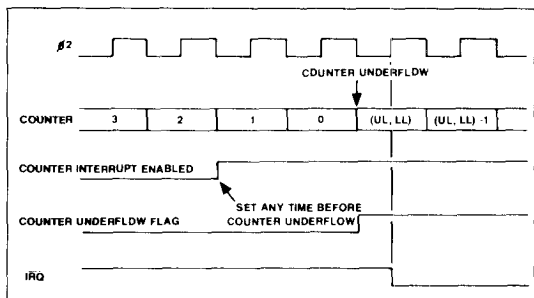 ø2
COUNTER UNDERFLOW
COUNTER 3 2 1 0 (UL, LL) (UL, LL) -1
COUNTER INTERRUPT ENABLED
SET ANY TIME BEFORE
COUNTER UNDERFLOW
COUNTER UNDERFLOW FLAG
IRQ